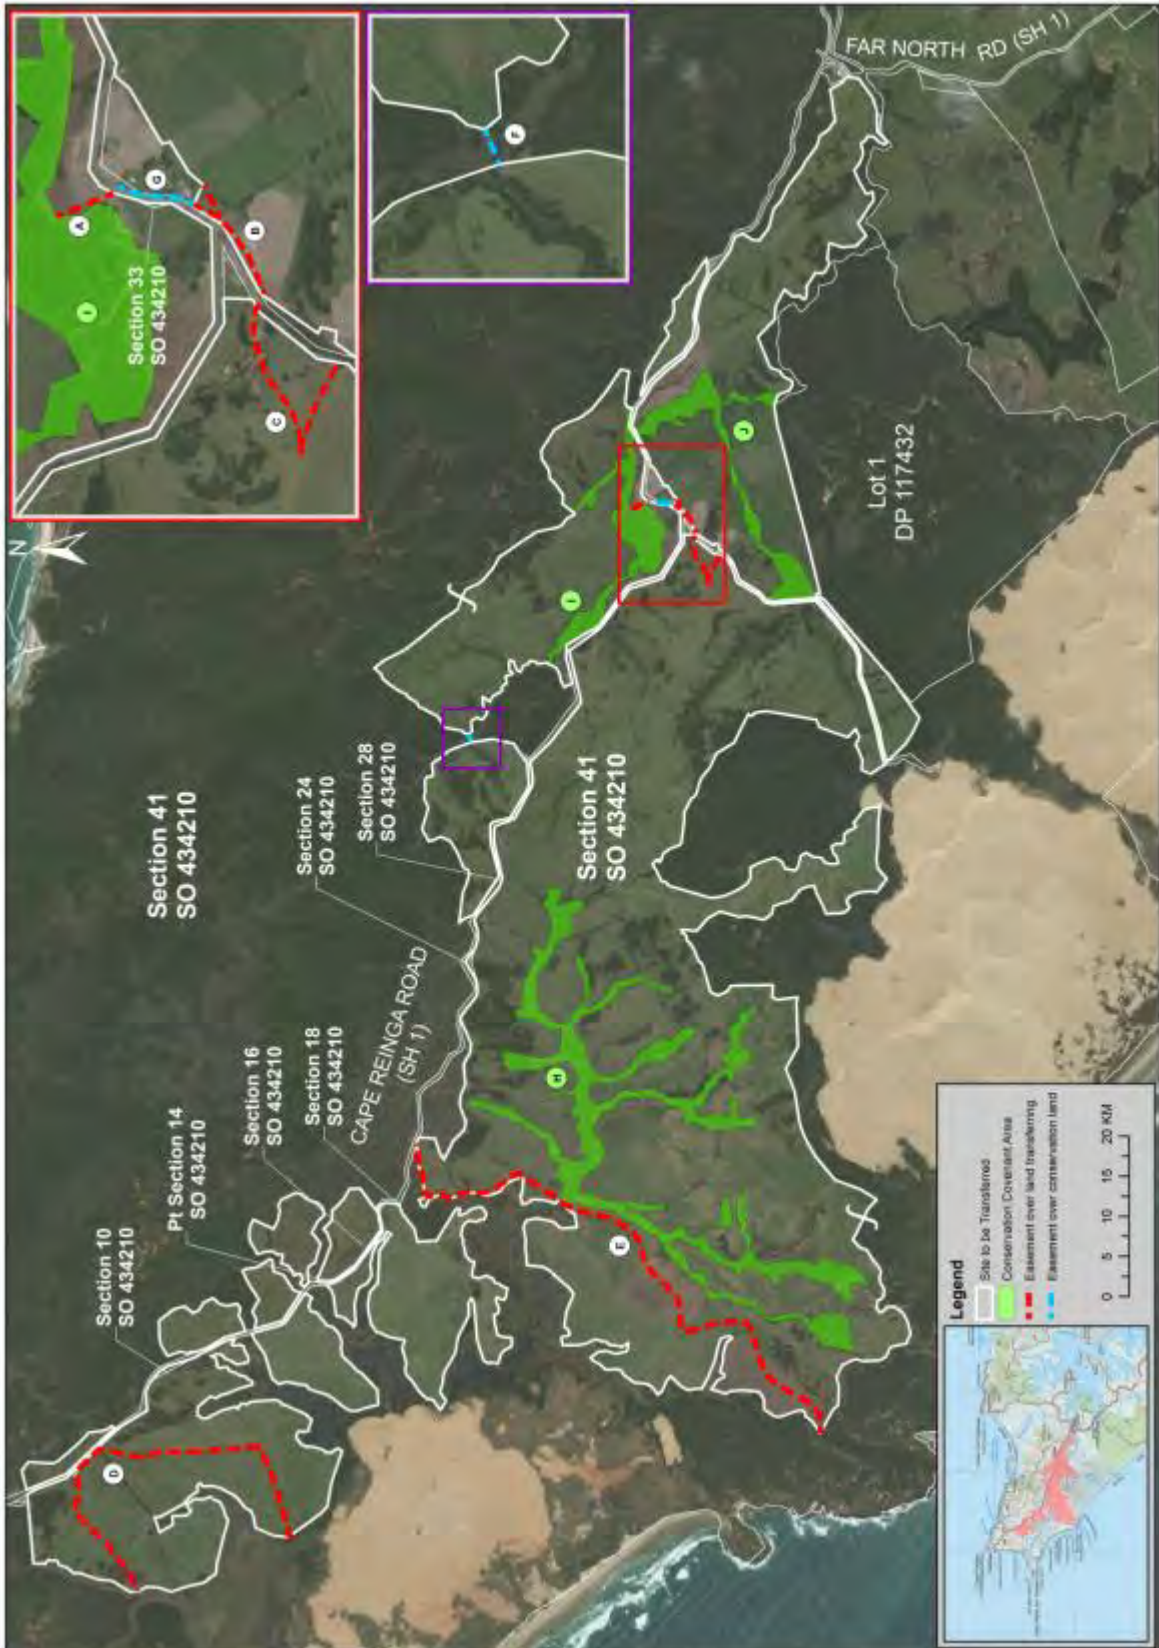 Section 10
SO 434210
Pt Section 14
SO 434210
Section 16
SO 434210
Section 18
SO 434210
CAPE REINGA ROAD
(SH 1)
Section 24
SO 434210
Section 28
SO 434210
Section 41
SO 434210
Section 41
SO 434210
Lot 1
DP 117432
FAR NORTH RD (SH 1)
D
E
H
I
J
N
A
I
G
B
C
Section 33
SO 434210
F
Legend
Site to be Transferred
Conservation Covenant Area
Easement over land transferring
Easement over conservation land
0 5 10 15 20 KM